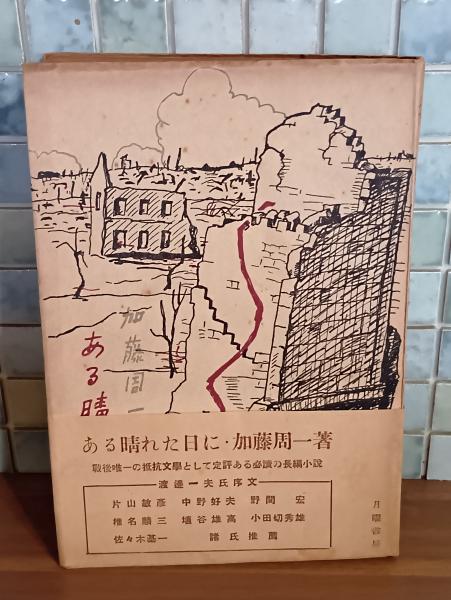 加藤周一
ある晴
ある晴れた日に・加藤周一著
戰後唯一の抵抗文學として定評ある必讀の長編小說
渡邊一夫氏序文
片山敏彦 中野好夫 野間 宏
椎名麟三 埴谷雄高 小田切秀雄
佐々木基一 諸氏推薦
月曜書房